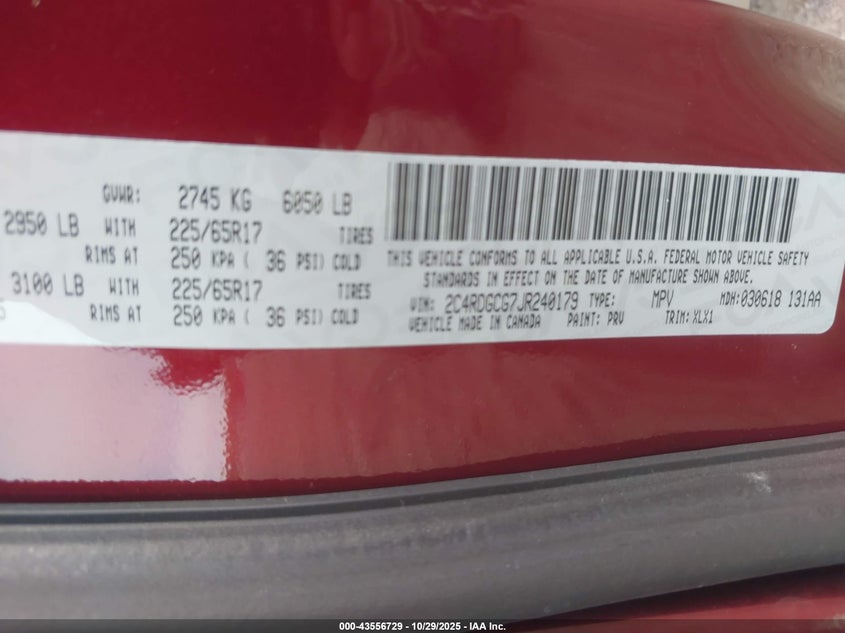 GVWR: 2745 KG 6050 LB
2950 LB WITH 225/65R17 TIRES
RIMS AT 250 KPA ( 36 PSI) COLD
3100 LB WITH 225/65R17 TIRES
RIMS AT 250 KPA ( 36 PSI) COLD
THIS VEHICLE CONFORMS TO ALL APPLICABLE U.S.A. FEDERAL MOTOR VEHICLE SAFETY
STANDARDS IN EFFECT ON THE DATE OF MANUFACTURE SHOWN ABOVE.
VIN: 2C4RDGCG7JR240179 TYPE: MPV MDH:030618 131AA
VEHICLE MADE IN CANADA PAINT: PRV TRIM: XLX1
000-43556729 - 10/29/2025 - IAA Inc.